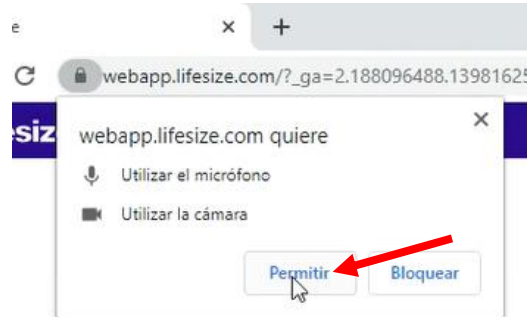 e
webapp.lifesize.com/?_ga=2.188096488.13981625
esiz
webapp.lifesize.com quiere
Utilizar el micrófono
Utilizar la cámara
Permitir
Bloquear